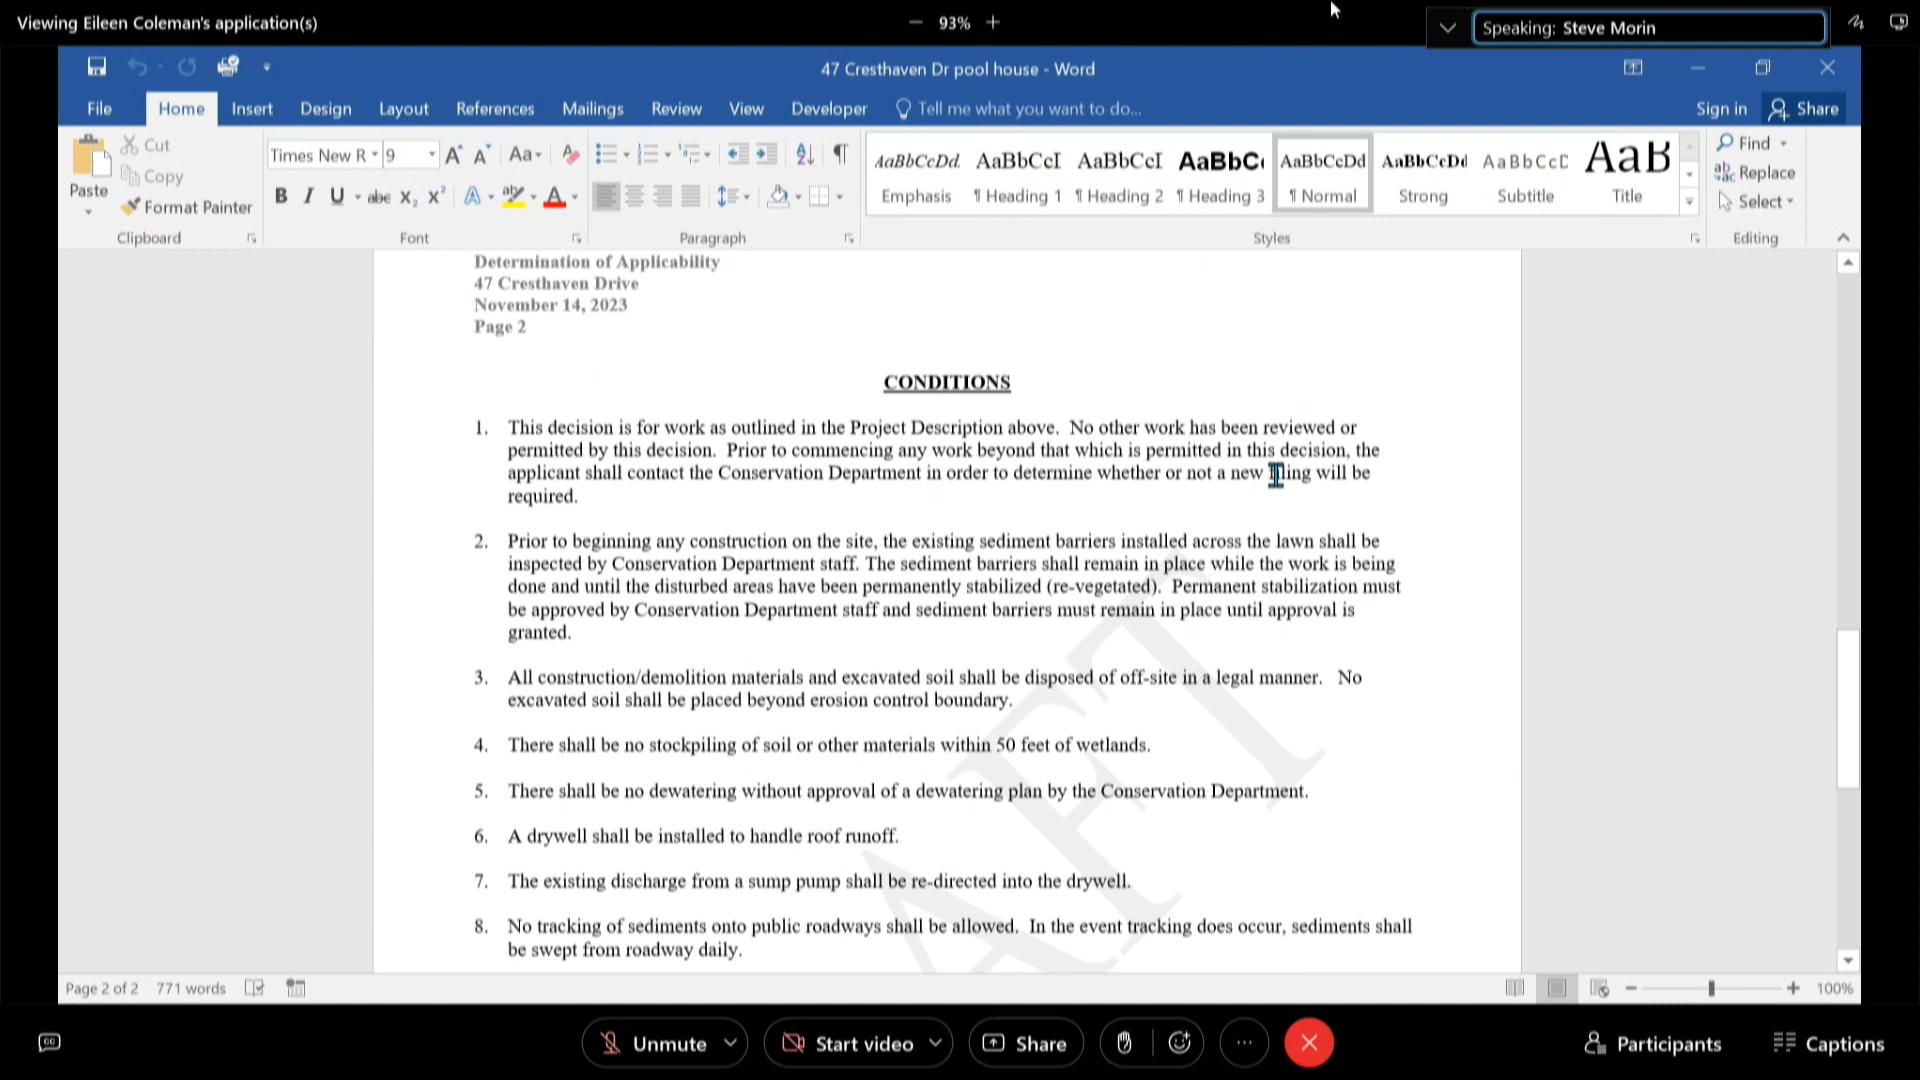 Viewing Eileen Coleman's application(s)
93%
Speaking: Steve Morin
47 Cresthaven Dr pool house - Word
File Home Insert Design Layout References Mailings Review View Developer Tell me what you want to do... Sign in Share
Paste
Cut
Copy
Format Painter
Clipboard
Times New R 9
Font
Paragraph
AaBbCcDd. AaBbCcI AaBbCcI AaBbC AaBbCcDd AaBbCcDd AaBbCcD AaB
Emphasis ¶ Heading 1 ¶ Heading 2 ¶ Heading 3 ¶ Normal Strong Subtitle Title
Styles
Find
Replace
Select
Editing
Determination of Applicability
47 Cresthaven Drive
November 14, 2023
Page 2
CONDITIONS
1. This decision is for work as outlined in the Project Description above. No other work has been reviewed or
permitted by this decision. Prior to commencing any work beyond that which is permitted in this decision, the
applicant shall contact the Conservation Department in order to determine whether or not a new filing will be
required.
2. Prior to beginning any construction on the site, the existing sediment barriers installed across the lawn shall be
inspected by Conservation Department staff. The sediment barriers shall remain in place while the work is being
done and until the disturbed areas have been permanently stabilized (re-vegetated). Permanent stabilization must
be approved by Conservation Department staff and sediment barriers must remain in place until approval is
granted.
3. All construction/demolition materials and excavated soil shall be disposed of off-site in a legal manner. No
excavated soil shall be placed beyond erosion control boundary.
4. There shall be no stockpiling of soil or other materials within 50 feet of wetlands.
5. There shall be no dewatering without approval of a dewatering plan by the Conservation Department.
6. A drywell shall be installed to handle roof runoff.
7. The existing discharge from a sump pump shall be re-directed into the drywell.
8. No tracking of sediments onto public roadways shall be allowed. In the event tracking does occur, sediments shall
be swept from roadway daily.
AFT
Page 2 of 2 771 words
100%
Unmute
Start video
Share
Participants
Captions